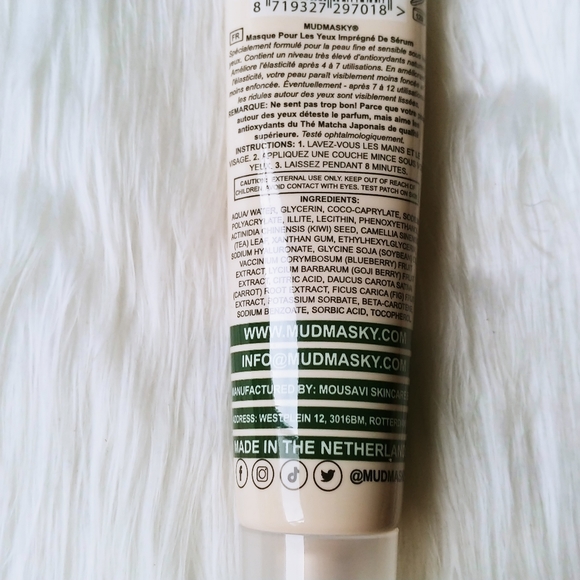 8 719327 297018 >
MUDMASKY®
FR Masque Pour Les Yeux Imprégné De Sérum
Spécialement formulé pour la peau fine et sensible sous
yeux. Contient un niveau très élevé d'antioxydants
Améliore l'élasticité après 4 à 7 utilisations. En
l'élasticité, votre peau paraît visiblement moins foncée
moins enfoncée. Éventuellement - après 7 à 12
les ridules autour des yeux sont visiblement
REMARQUE: Ne sent pas trop bon! Parce que votre
autour des yeux déteste le parfum, mais aime
antioxydants du Thé Matcha Japonais de
supérieure. Testé ophtalmologiquement.
INSTRUCTIONS: 1. LAVEZ-VOUS LES MAINS ET
VISAGE. 2. APPLIQUEZ UNE COUCHE MINCE SOUS
YEUX. 3. LAISSEZ PENDANT 8 MINUTES.
CAUTION: EXTERNAL USE ONLY. KEEP OUT OF REACH OF
CHILDREN. AVOID CONTACT WITH EYES. TEST PATCH ON
INGREDIENTS:
AQUA/ WATER, GLYCERIN, COCO-CAPRYLATE,
POLYACRYLATE, ILLITE, LECITHIN, PHENOXYETHANOL
ACTINIDIA CHINENSIS (KIWI) SEED, CAMELLIA
(TEA) LEAF, XANTHAN GUM, ETHYLHEXYLGLYCERIN
SODIUM HYALURONATE, GLYCINE SOJA (SOYBEAN)
VACCINIUM CORYMBOSUM (BLUEBERRY) FRUIT
EXTRACT, LYCIUM BARBARUM (GOJI BERRY)
EXTRACT, CITRIC ACID, DAUCUS CAROTA
(CARROT) ROOT EXTRACT, FICUS CARICA (FIG)
EXTRACT, POTASSIUM SORBATE, BETA-CAROTENE
SODIUM BENZOATE, SORBIC ACID, TOCOPHEROL
WWW.MUDMASKY.COM
INFO@MUDMASKY.COM
MANUFACTURED BY: MOUSAVI SKINCARE
ADDRESS: WESTPLEIN 12, 3016BM, ROTTERDAM
MADE IN THE NETHERLANDS
@MUDMASKY